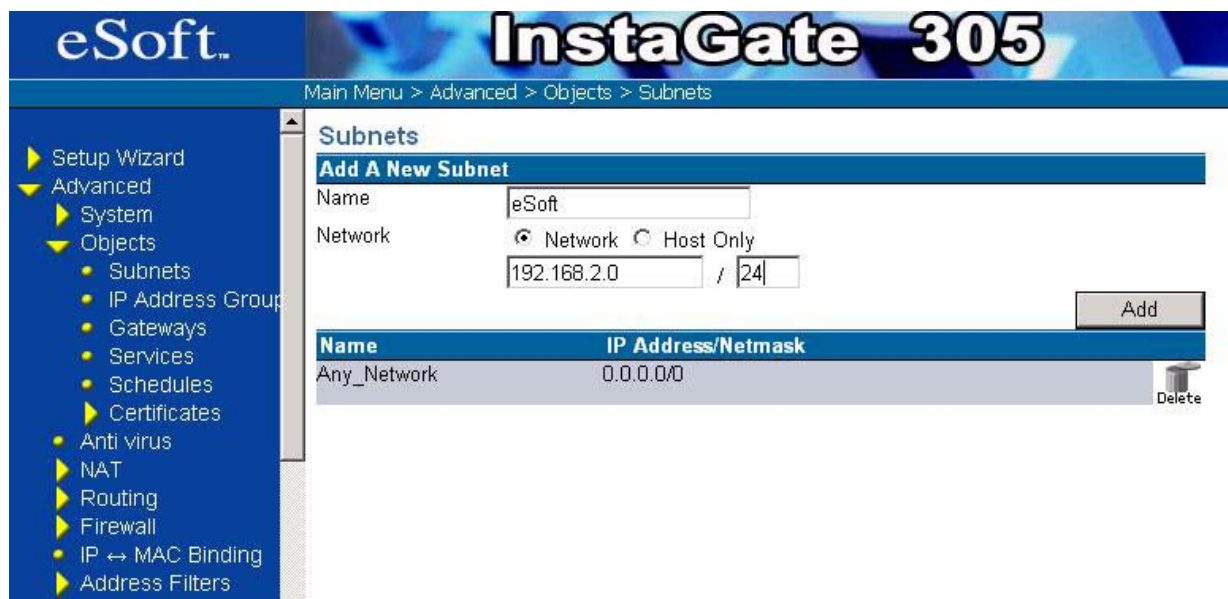 eSoft™
InstaGate 305
Main Menu > Advanced > Objects > Subnets
Setup Wizard
Advanced
System
Objects
Subnets
IP Address Group
Gateways
Services
Schedules
Certificates
Anti virus
NAT
Routing
Firewall
IP ↔ MAC Binding
Address Filters
Subnets
Add A New Subnet
Name eSoft
Network Network Host Only
192.168.2.0 / 24
Add
Name IP Address/Netmask
Any_Network 0.0.0.0/0
Delete